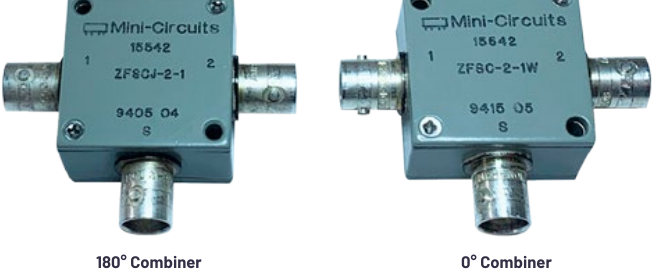 Mini-Circuits
15542
1 2
ZFSCJ-2-1
9405 04
S
180° Combiner
Mini-Circuits
15542
1 2
ZFSC-2-1W
9415 05
S
0° Combiner